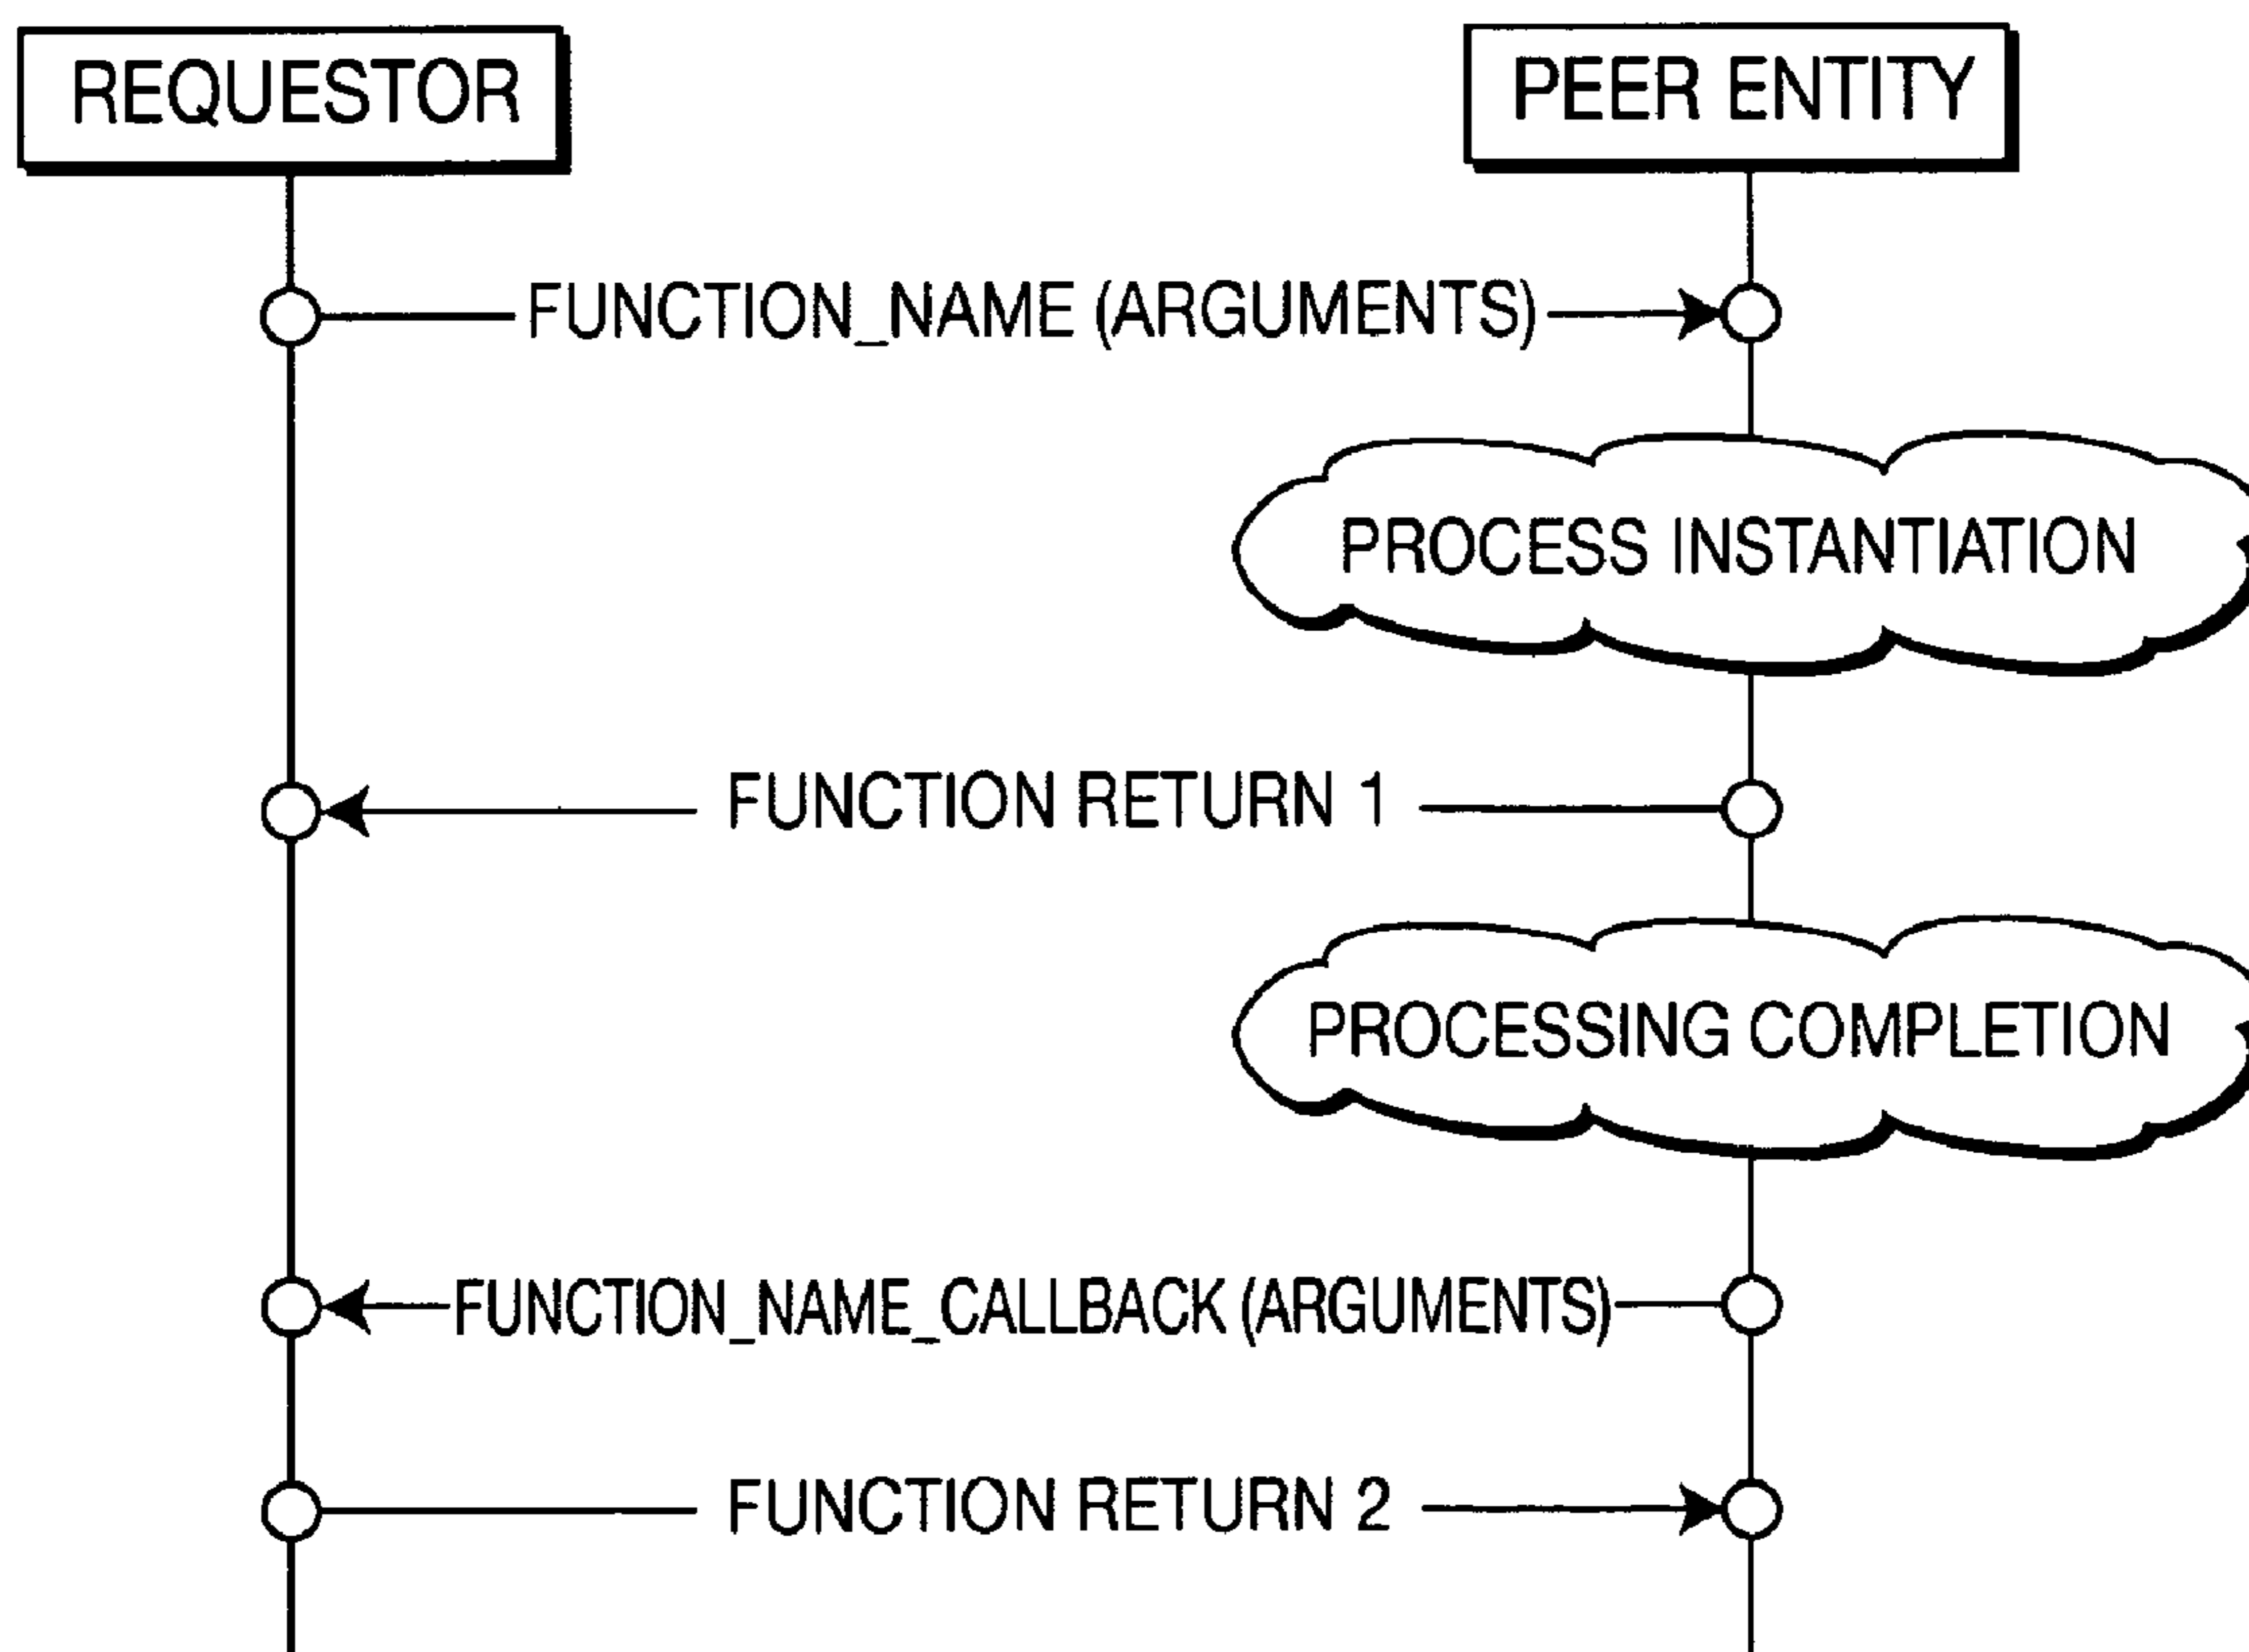 REQUESTOR
PEER ENTITY
FUNCTION_NAME (ARGUMENTS)
PROCESS INSTANTIATION
FUNCTION RETURN 1
PROCESSING COMPLETION
FUNCTION_NAME_CALLBACK (ARGUMENTS)
FUNCTION RETURN 2